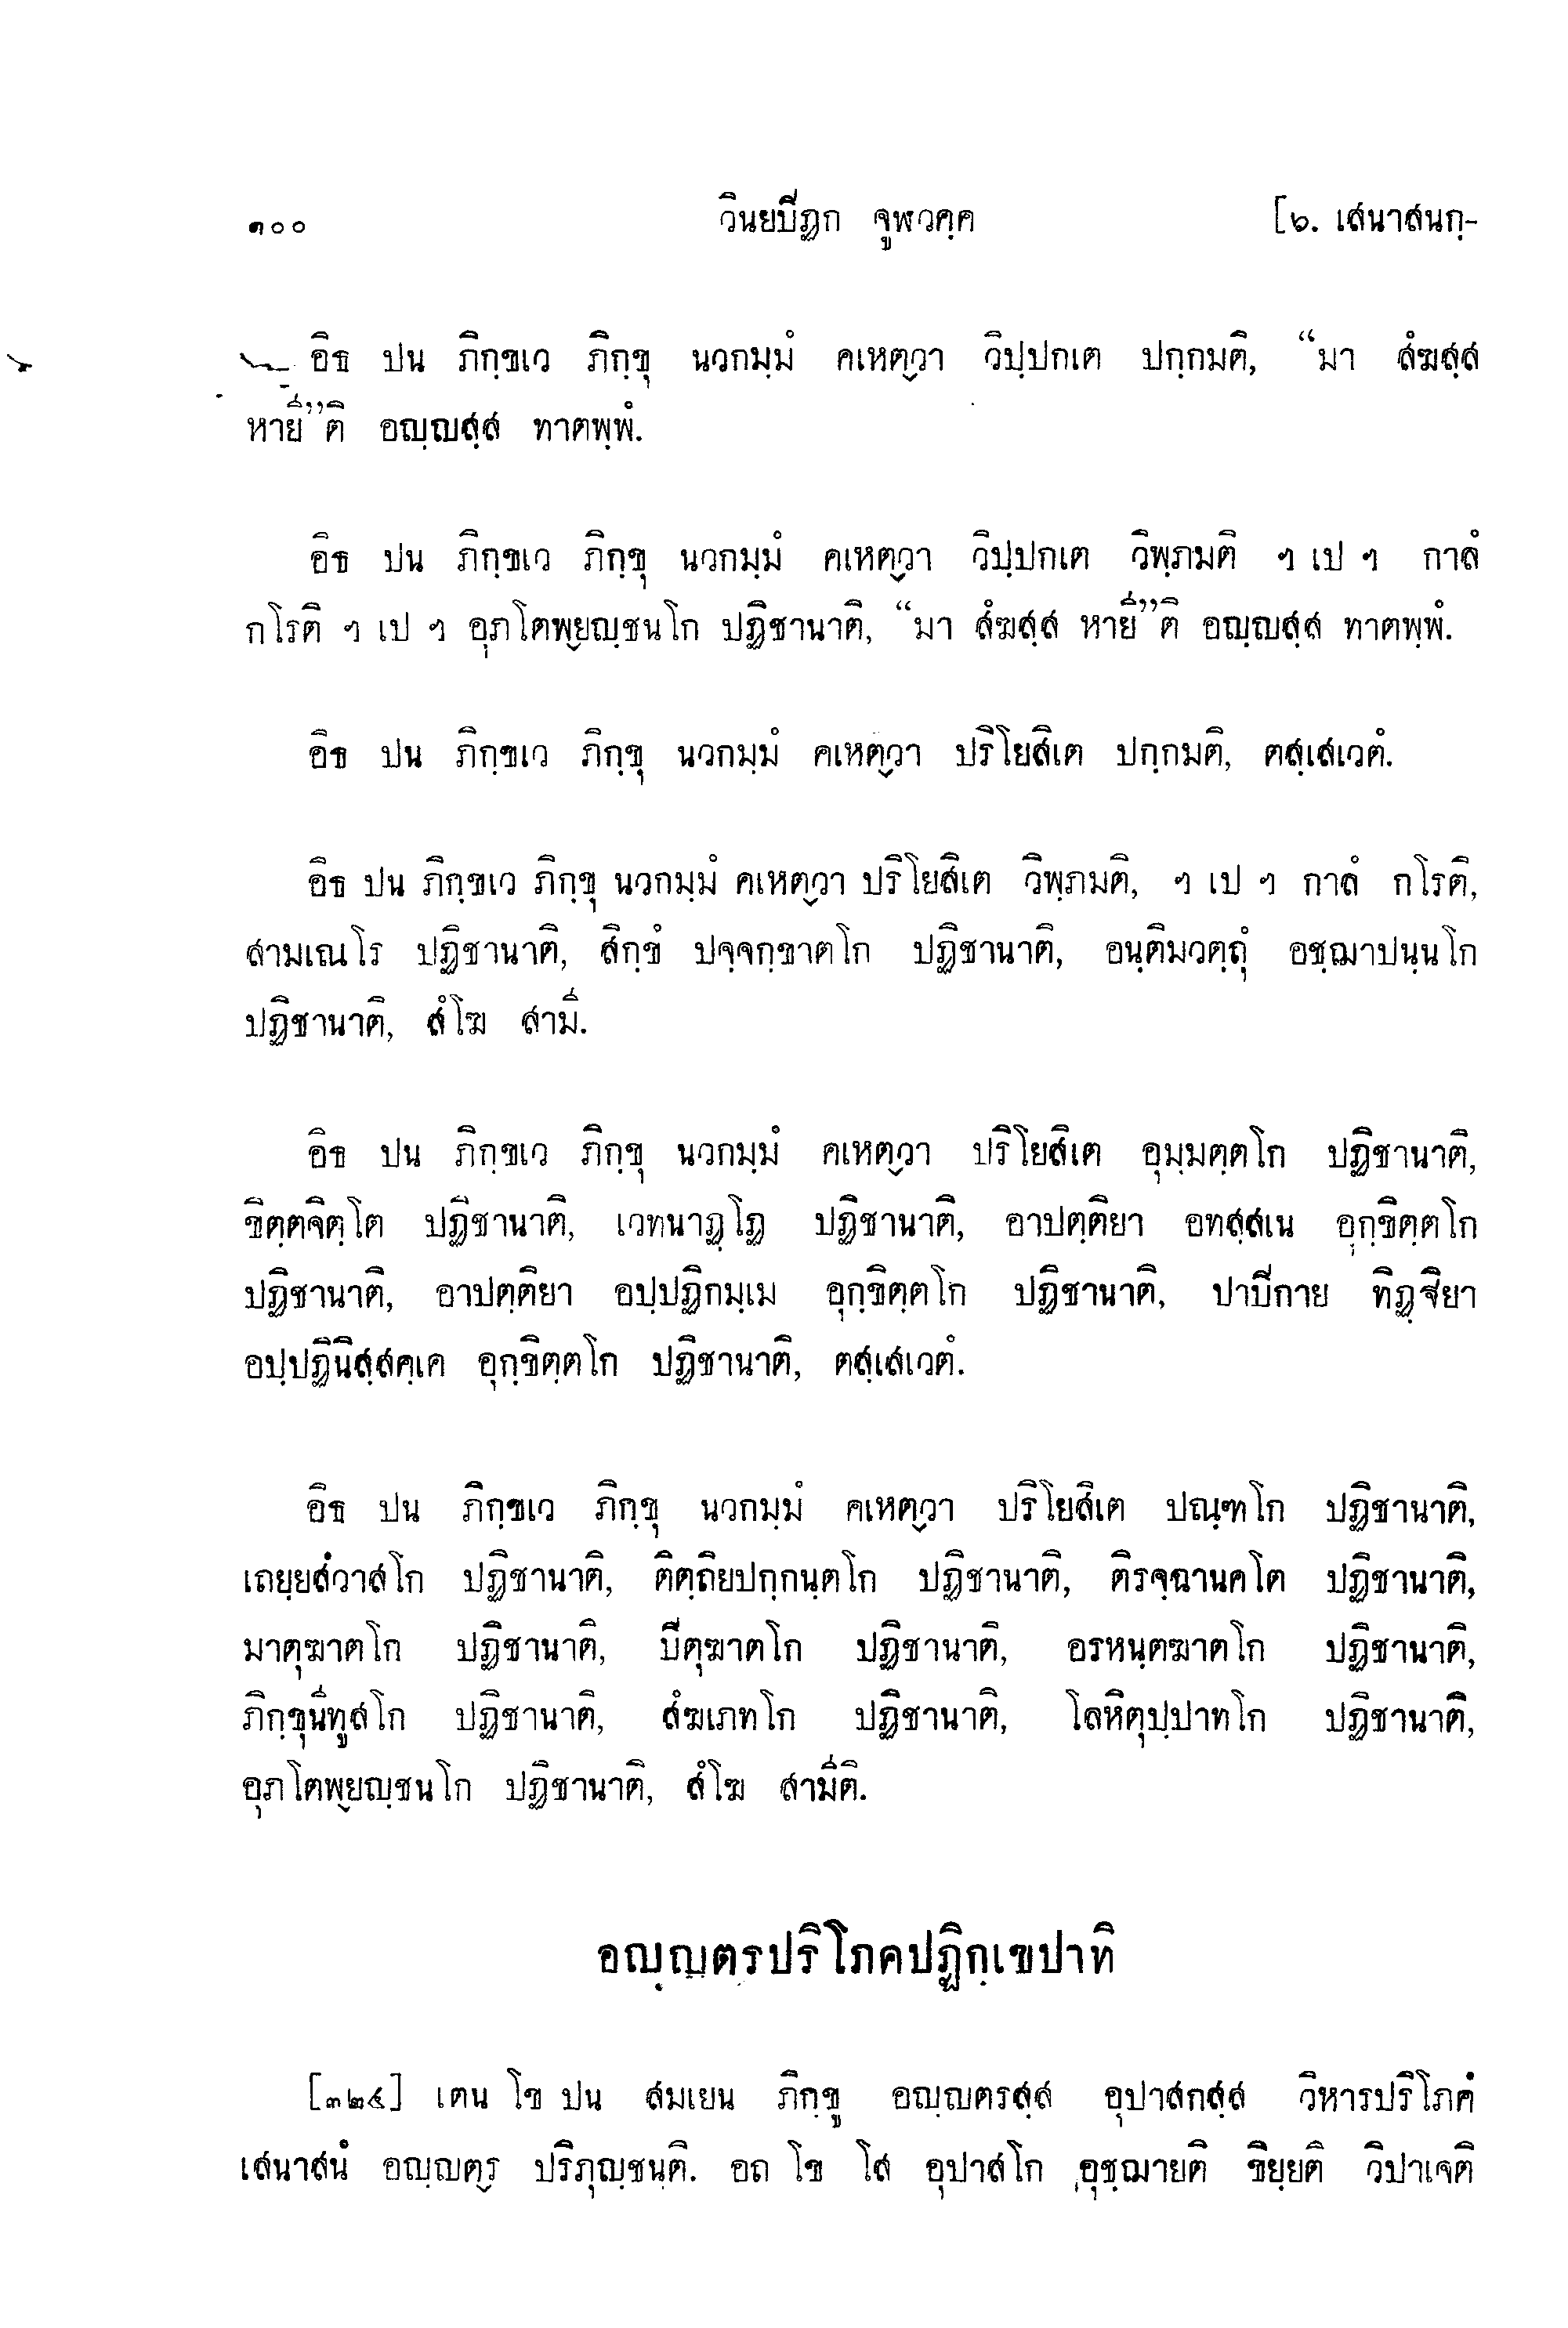 ๑๐๐ วินยปิฏก จูฬวคฺค [๖. เสนาสนกฺ-
อิธ ปน ภิกฺขเว ภิกฺขุ นวกมฺมํ คเหตฺวา วิปฺปกเต ปกฺกมติ, “มา สํฆสฺส
หายี”ติ อญฺญสฺส ทาตพฺพํ.
อิธ ปน ภิกฺขเว ภิกฺขุ นวกมฺมํ คเหตฺวา วิปฺปกเต วิพฺภมติ ฯ เป ฯ กาลํ
กโรติ ฯ เป ฯ อุภโตพฺยญฺชนโก ปฏิชานาติ, “มา สํฆสฺส หายี”ติ อญฺญสฺส ทาตพฺพํ.
อิธ ปน ภิกฺขเว ภิกฺขุ นวกมฺมํ คเหตฺวา ปริโยสิเต ปกฺกมติ, ตสฺเสเวตํ.
อิธ ปน ภิกฺขเว ภิกฺขุ นวกมฺมํ คเหตฺวา ปริโยสิเต วิพฺภมติ, ฯ เป ฯ กาลํ กโรติ,
สามเณโร ปฏิชานาติ, สิกฺขํ ปจฺจกฺขาตโก ปฏิชานาติ, อนฺติมวตฺถุํ อชฺฌาปนฺนโก
ปฏิชานาติ, สํโฆ สามี.
อิธ ปน ภิกฺขเว ภิกฺขุ นวกมฺมํ คเหตฺวา ปริโยสิเต อุมฺมตฺตโก ปฏิชานาติ,
ขิตฺตจิตฺโต ปฏิชานาติ, เวทนาฏฺโฏ ปฏิชานาติ, อาปตฺติยา อทสฺสเน อุกฺขิตฺตโก
ปฏิชานาติ, อาปตฺติยา อปฺปฏิกมฺเม อุกฺขิตฺตโก ปฏิชานาติ, ปาปิกาย ทิฏฺฐิยา
อปฺปฏินิสฺสคฺเค อุกฺขิตฺตโก ปฏิชานาติ, ตสฺเสเวตํ.
อิธ ปน ภิกฺขเว ภิกฺขุ นวกมฺมํ คเหตฺวา ปริโยสิเต ปณฺฑโก ปฏิชานาติ,
เถยฺยสํวาสโก ปฏิชานาติ, ติตฺถิยปกฺกนฺตโก ปฏิชานาติ, ติรจฺฉานคโต ปฏิชานาติ,
มาตุฆาตโก ปฏิชานาติ, ปิตุฆาตโก ปฏิชานาติ, อรหนฺตฆาตโก ปฏิชานาติ,
ภิกฺขุนีทูสโก ปฏิชานาติ, สํฆเภทโก ปฏิชานาติ, โลหิตุปฺปาทโก ปฏิชานาติ,
อุภโตพฺยญฺชนโก ปฏิชานาติ, สํโฆ สามีติ.
อญฺญตฺรปริโภคปฏิกฺเขปาทิ
[๓๒๔] เตน โข ปน สมเยน ภิกฺขู อญฺญตรสฺส อุปาสกสฺส วิหารปริโภคํ
เสนาสนํ อญฺญตฺร ปริภุญฺชนฺติ. อถ โข โส อุปาสโก อุชฺฌายติ ขิยฺยติ วิปาเจติ